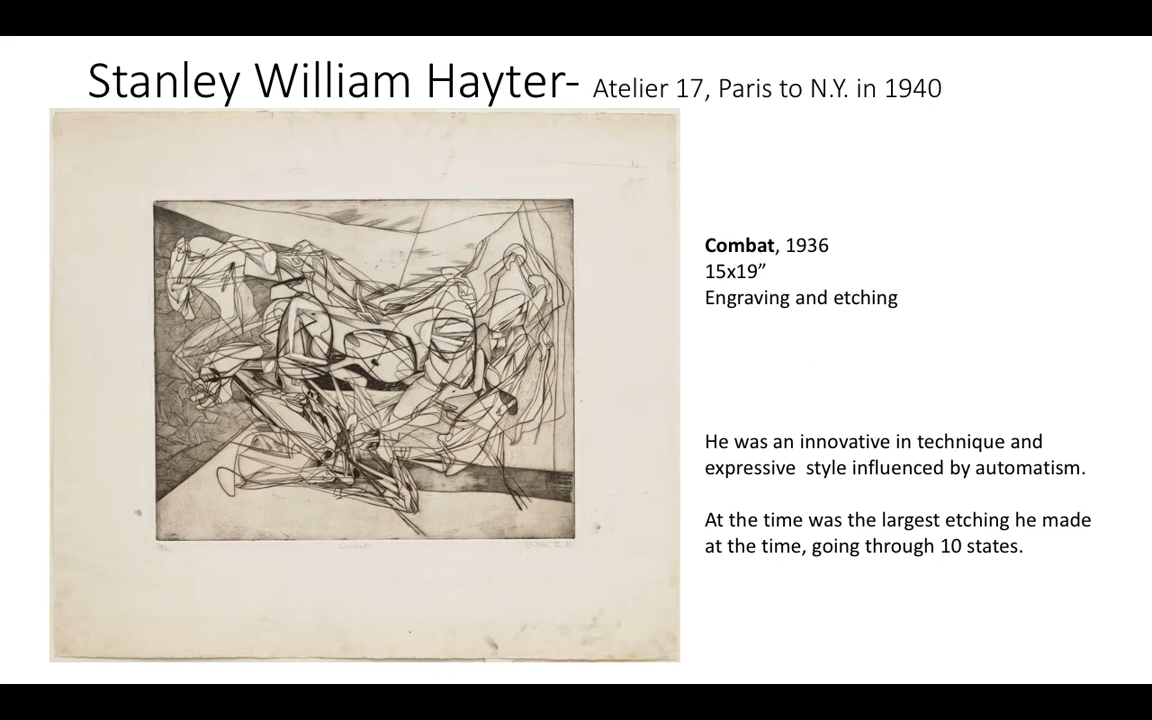 Stanley William Hayter- Atelier 17, Paris to N.Y. in 1940
Combat, 1936
15x19”
Engraving and etching
He was an innovative in technique and
expressive  style influenced by automatism.
At the time was the largest etching he made
at the time, going through 10 states.
Combat